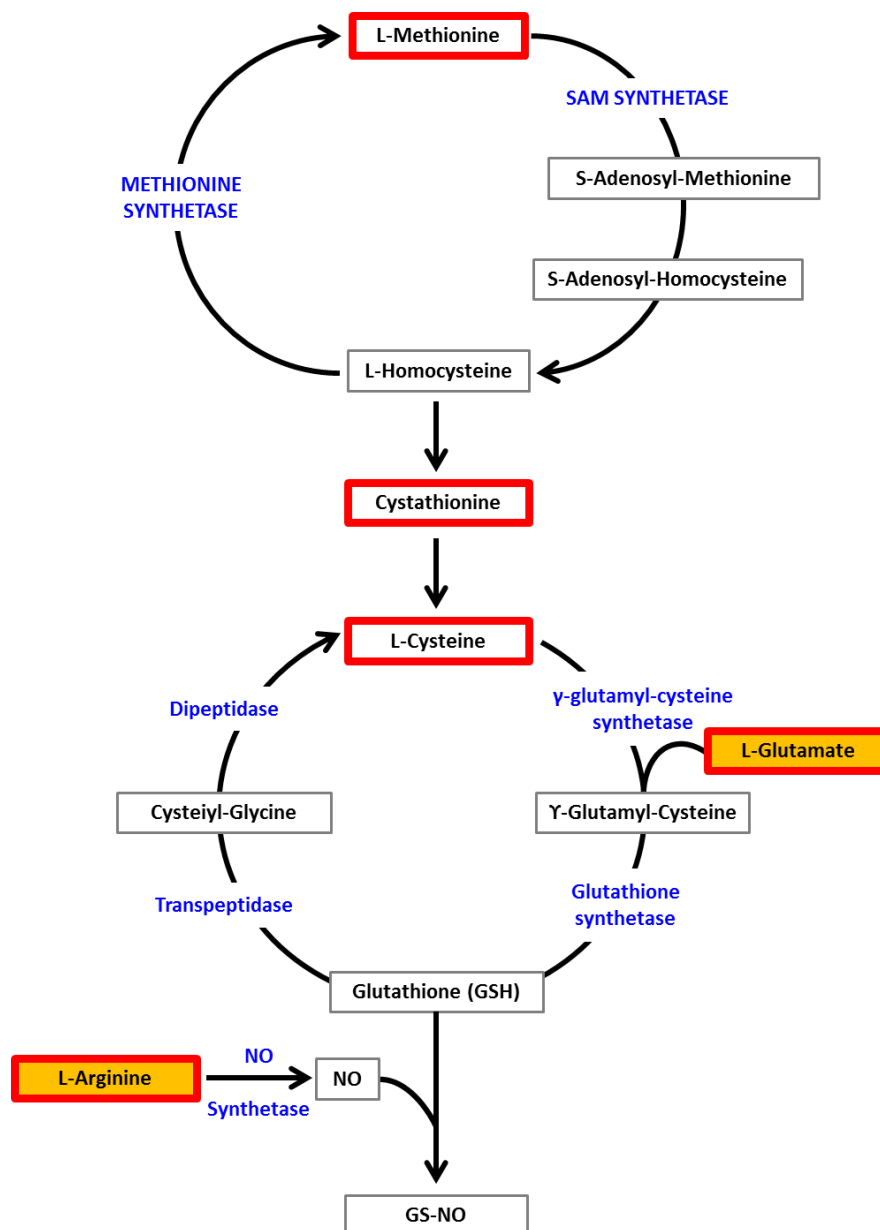 L-Methionine
SAM SYNTHETASE
METHIONINE
SYNTHETASE
S-Adenosyl-Methionine
S-Adenosyl-Homocysteine
L-Homocysteine
Cystathionine
L-Cysteine
Dipeptidase
γ-glutamyl-cysteine
synthetase
L-Glutamate
Cysteiyl-Glycine
ϒ-Glutamyl-Cysteine
Transpeptidase
Glutathione
synthetase
Glutathione (GSH)
L-Arginine
NO
Synthetase
NO
GS-NO